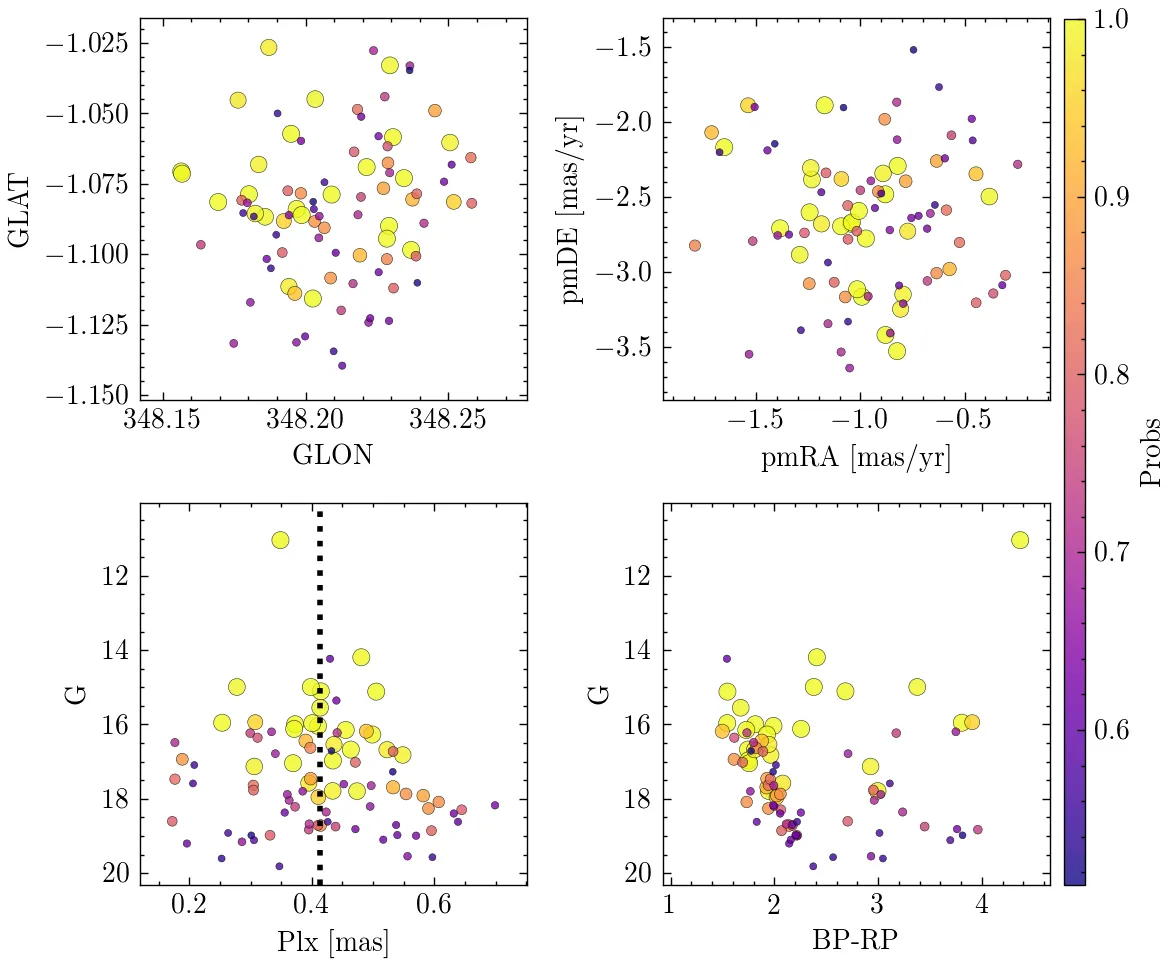 −1.025
−1.050
−1.075
−1.100
−1.125
−1.150
GLAT
348.15 348.20 348.25
GLON
−1.5
−2.0
−2.5
−3.0
−3.5
pmDE [mas/yr]
−1.5 −1.0 −0.5
pmRA [mas/yr]
12
14
16
18
20
G
0.2 0.4 0.6
Plx [mas]
12
14
16
18
20
G
1 2 3 4
BP-RP
1.0
0.9
0.8
0.7
0.6
Probs